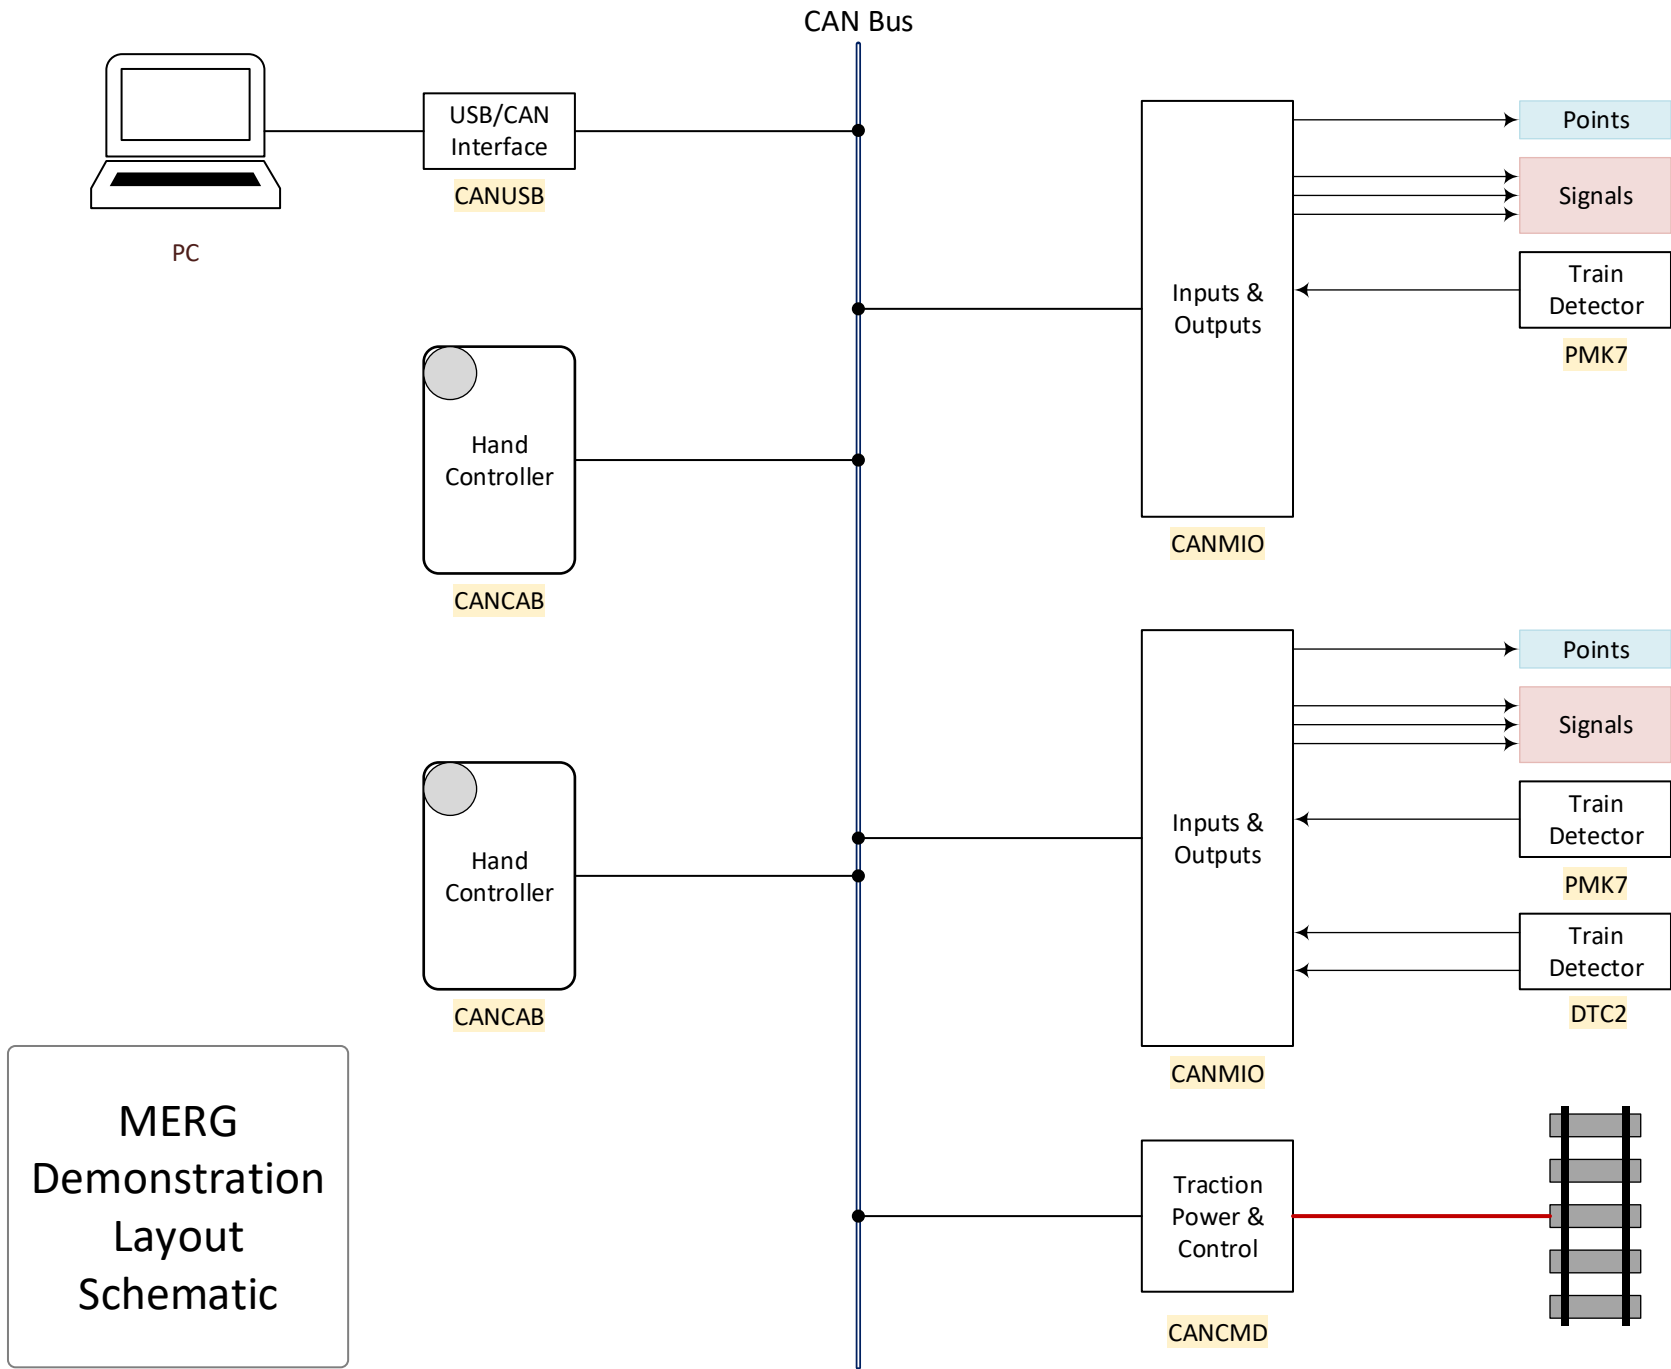 CAN Bus
USB/CAN
Interface
CANUSB
PC
Hand
Controller
CANCAB
Hand
Controller
CANCAB
MERG
Demonstration
Layout
Schematic
Inputs &
Outputs
CANMIO
Points
Signals
Train
Detector
PMK7
Inputs &
Outputs
CANMIO
Points
Signals
Train
Detector
PMK7
Train
Detector
DTC2
Traction
Power &
Control
CANCMD